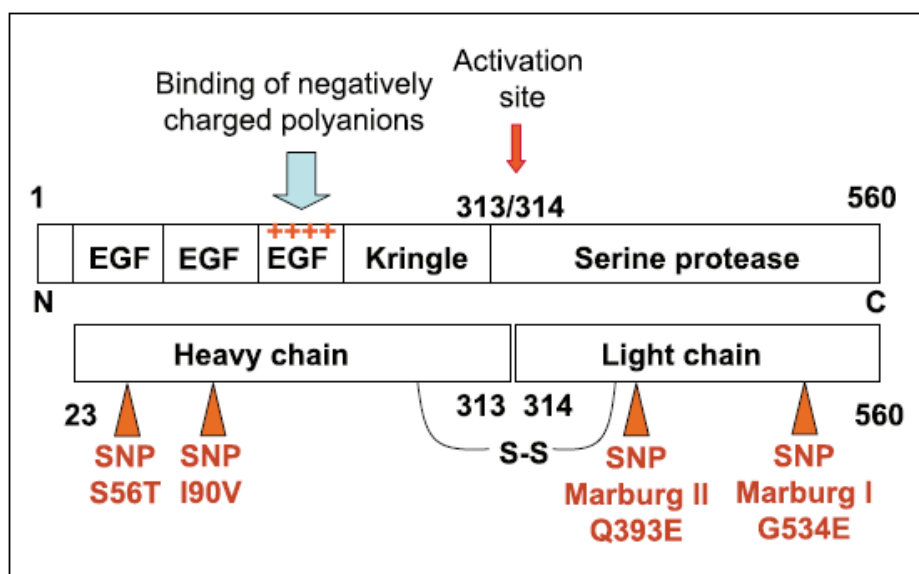 Binding of negatively
charged polyanions
Activation
site
1
313/314
560
++++
EGF
EGF
EGF
Kringle
Serine protease
N
C
Heavy chain
Light chain
23
313
314
560
S-S
SNP
S56T
SNP
I90V
SNP
Marburg II
Q393E
SNP
Marburg I
G534E